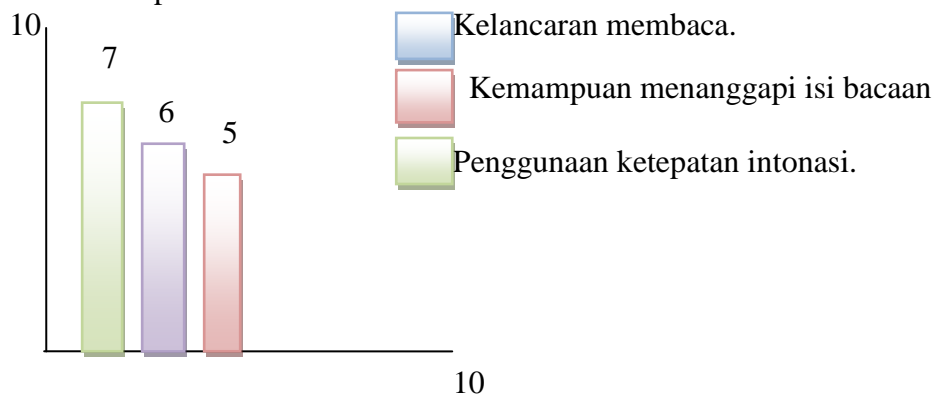 10
Kelancaran membaca.
7
Kemampuan menanggapi isi bacaan
6
5
Penggunaan ketepatan intonasi.
10